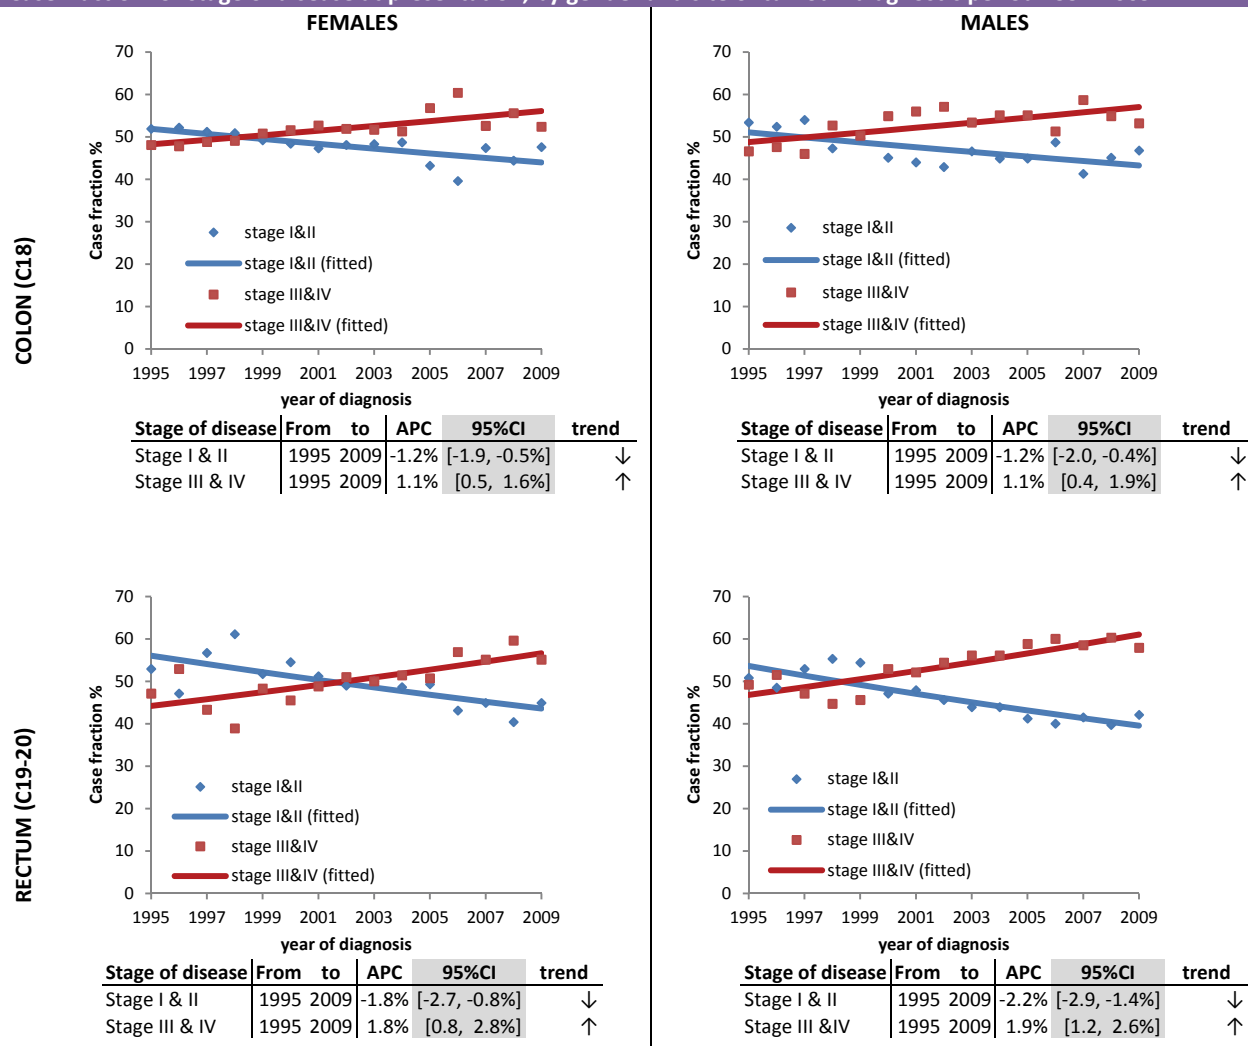 FEMALES
70
60
50
40
30
20
10
0
Case fraction %
COLON (C18)
stage I&II
stage I&II (fitted)
stage III&IV
stage III&IV (fitted)
1995 1997 1999 2001 2003 2005 2007 2009
year of diagnosis
Stage of disease From to APC 95%CI trend
Stage I & II 1995 2009 -1.2% [-1.9, -0.5%] ↓
Stage III & IV 1995 2009 1.1% [0.5, 1.6%] ↑
MALES
70
60
50
40
30
20
10
0
Case fraction %
stage I&II
stage I&II (fitted)
stage III&IV
stage III&IV (fitted)
1995 1997 1999 2001 2003 2005 2007 2009
year of diagnosis
Stage of disease From to APC 95%CI trend
Stage I & II 1995 2009 -1.2% [-2.0, -0.4%] ↓
Stage III & IV 1995 2009 1.1% [0.4, 1.9%] ↑
70
60
50
40
30
20
10
0
Case fraction %
RECTUM (C19-20)
stage I&II
stage I&II (fitted)
stage III&IV
stage III&IV (fitted)
1995 1997 1999 2001 2003 2005 2007 2009
year of diagnosis
Stage of disease From to APC 95%CI trend
Stage I & II 1995 2009 -1.8% [-2.7, -0.8%] ↓
Stage III & IV 1995 2009 1.8% [0.8, 2.8%] ↑
70
60
50
40
30
20
10
0
Case fraction %
stage I&II
stage I&II (fitted)
stage III&IV
stage III&IV (fitted)
1995 1997 1999 2001 2003 2005 2007 2009
year of diagnosis
Stage of disease From to APC 95%CI trend
Stage I & II 1995 2009 -2.2% [-2.9, -1.4%] ↓
Stage III &IV 1995 2009 1.9% [1.2, 2.6%] ↑